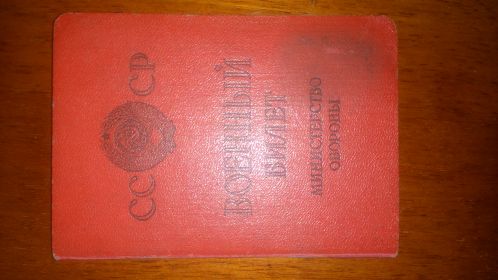 СССР
ВОЕННЫЙ
БИЛЕТ
МИНИСТЕРСТВО
ОБОРОНЫ